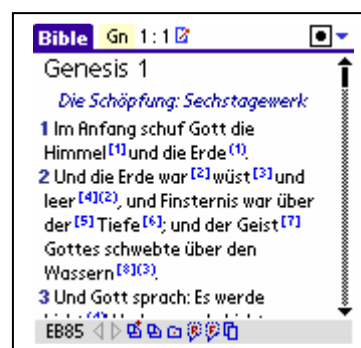 Bible Gn 1:1
Genesis 1
Die Schöpfung: Sechstagewerk
1 Im Anfang schuf Gott die
Himmel[1] und die Erde(1).
2 Und die Erde war[2] wüst[3] und
leer[4](2), und Finsternis war über
der[5] Tiefe[6]; und der Geist[7]
Gottes schwebte über den
Wassern[8](3).
3 Und Gott sprach: Es werde
EB85